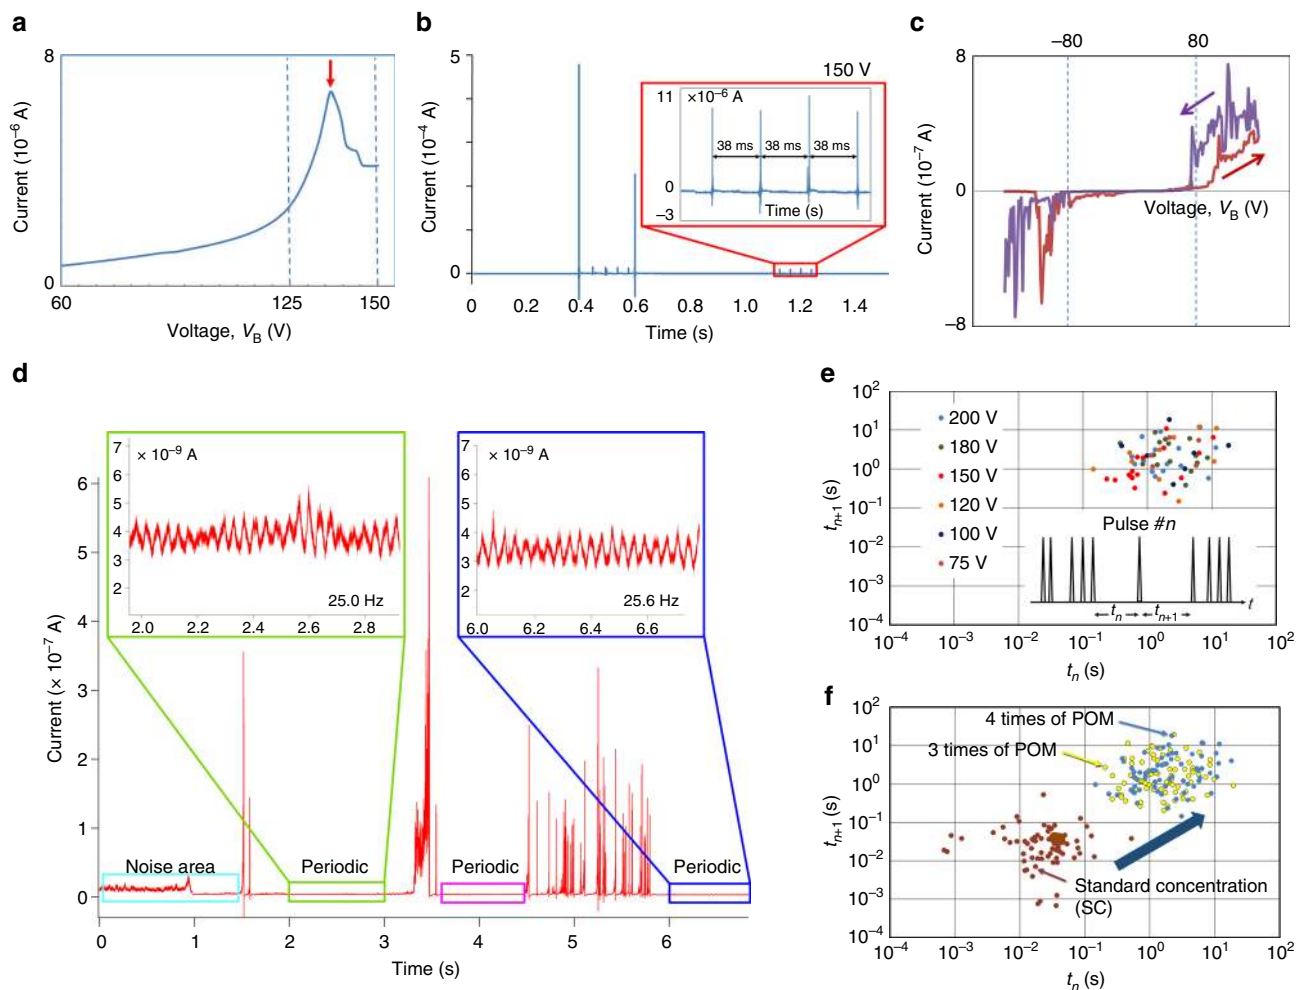 a
8
Current (10⁻⁶ A)
0
60
125
150
Voltage, V_B (V)
b
5
Current (10⁻⁴ A)
0
0
0.2
0.4
0.6
0.8
1.0
1.2
1.4
Time (s)
150 V
11
×10⁻⁶ A
38 ms
38 ms
38 ms
0
−3
Time (s)
c
−80
80
8
Current (10⁻⁷ A)
0
Voltage, V_B (V)
−8
d
Current (× 10⁻⁷ A)
6
5
4
3
2
1
0
0
1
2
3
4
5
6
Time (s)
7
× 10⁻⁹ A
6
5
4
3
2
25.0 Hz
2.0
2.2
2.4
2.6
2.8
7
× 10⁻⁹ A
6
5
4
3
2
25.6 Hz
6.0
6.2
6.4
6.6
Noise area
Periodic
Periodic
Periodic
e
10²
10¹
10⁰
10⁻¹
10⁻²
10⁻³
10⁻⁴
t_{n+1} (s)
200 V
180 V
150 V
120 V
100 V
75 V
Pulse #n
t_n
t_{n+1}
t
10⁻⁴
10⁻³
10⁻²
10⁻¹
10⁰
10¹
10²
t_n (s)
f
10²
10¹
10⁰
10⁻¹
10⁻²
10⁻³
10⁻⁴
t_{n+1} (s)
4 times of POM
3 times of POM
Standard concentration
(SC)
10⁻⁴
10⁻³
10⁻²
10⁻¹
10⁰
10¹
10²
t_n (s)